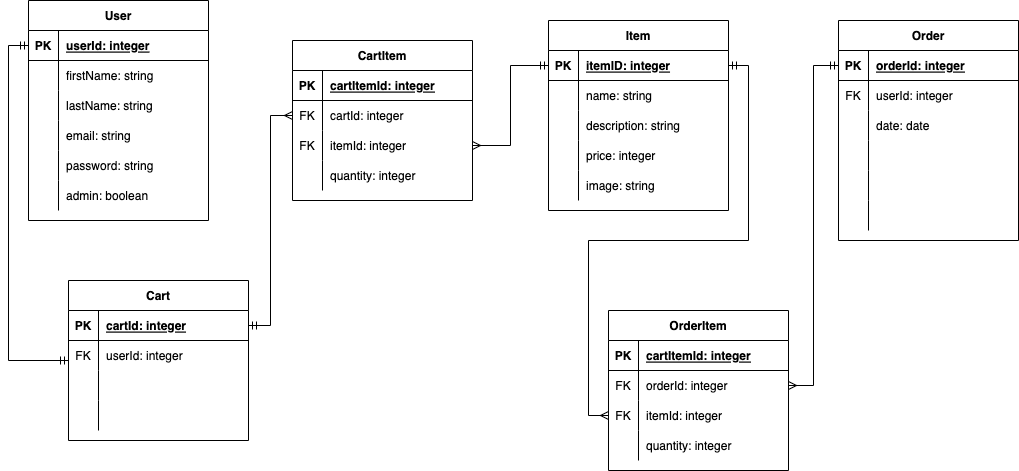 User
PK userId: integer
firstName: string
lastName: string
email: string
password: string
admin: boolean
CartItem
PK cartItemId: integer
FK cartId: integer
FK itemId: integer
quantity: integer
Item
PK itemID: integer
name: string
description: string
price: integer
image: string
Order
PK orderId: integer
FK userId: integer
date: date
Cart
PK cartId: integer
FK userId: integer
OrderItem
PK cartItemId: integer
FK orderId: integer
FK itemId: integer
quantity: integer